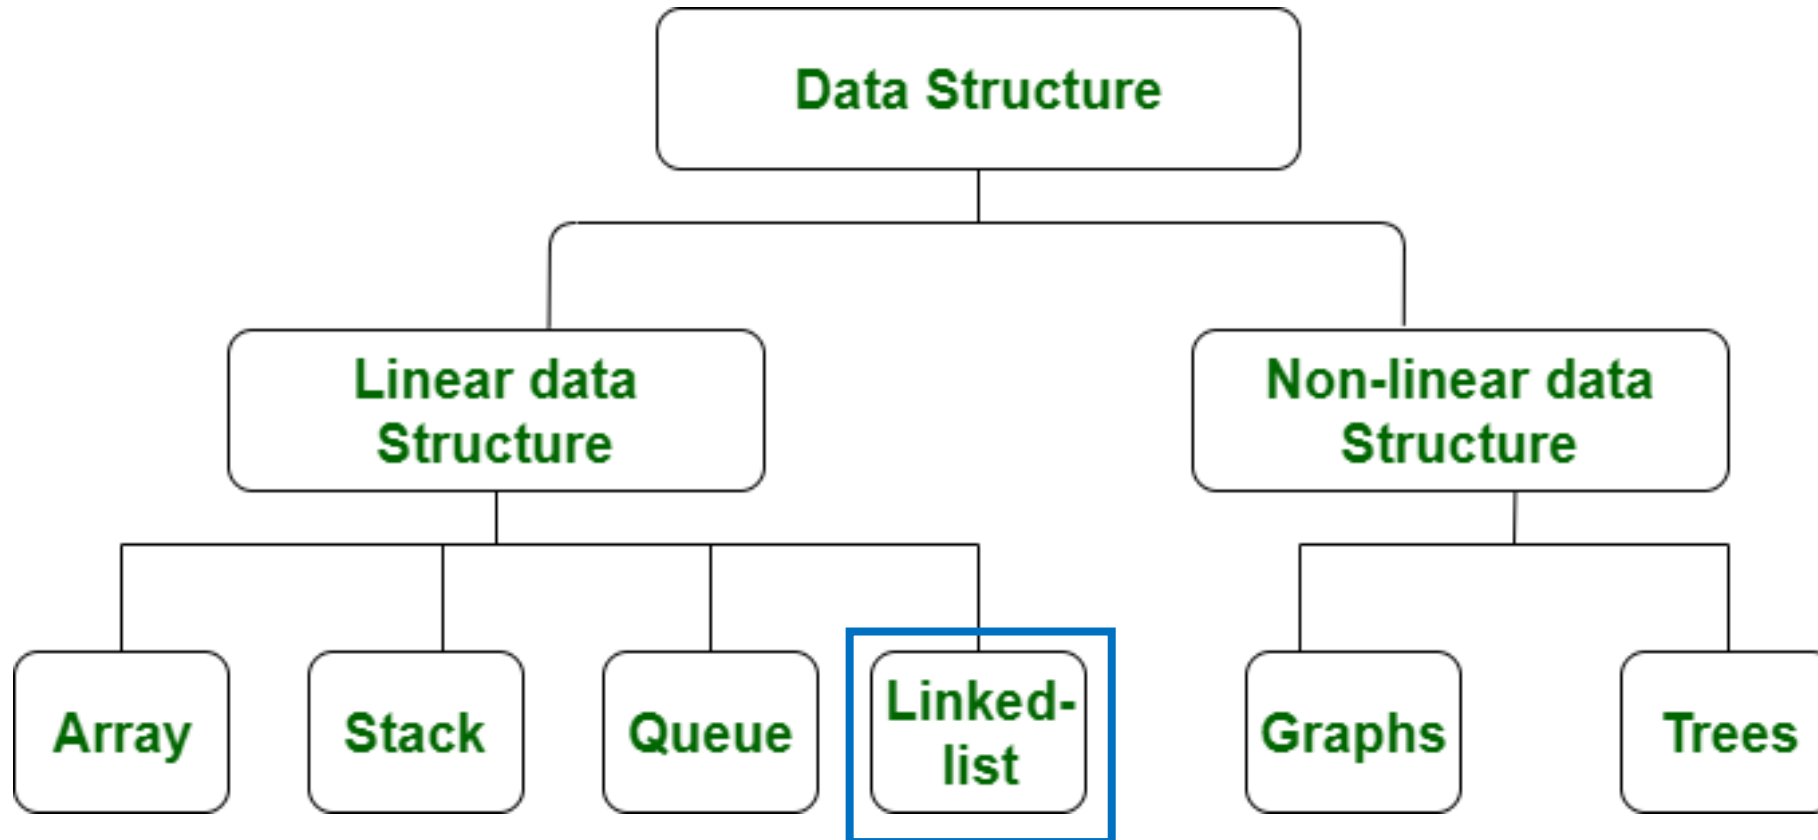 Data Structure
Linear data
Structure
Non-linear data
Structure
Array
Stack
Queue
Linked-
list
Graphs
Trees